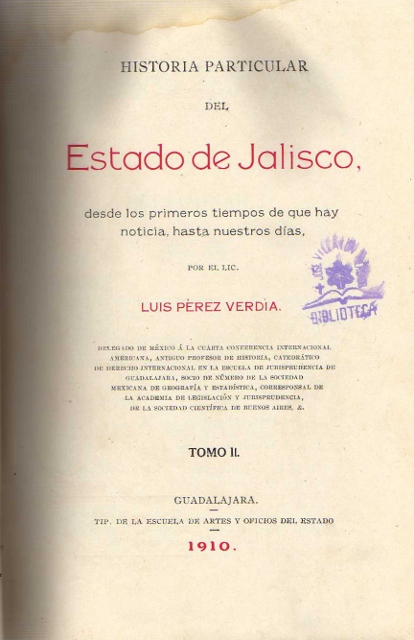 HISTORIA PARTICULAR
DEL
Estado de Jalisco,
desde los primeros tiempos de que hay
noticia, hasta nuestros días,
POR EL LIC.
LUIS PÉREZ VERDIA.
DELEGADO DE MÉXICO Á LA CUARTA CONFERENCIA INTERNACIONAL
AMERICANA, ANTIGUO PROFESOR DE HISTORIA, CATEDRÁTICO
DE DERECHO INTERNACIONAL EN LA ESCUELA DE JURISPRUDENCIA DE
GUADALAJARA, SOCIO DE NÚMERO DE LA SOCIEDAD
MEXICANA DE GEOGRAFÍA Y ESTADÍSTICA, CORRESPONSAL DE
LA ACADEMIA DE LEGISLACIÓN Y JURISPRUDENCIA,
DE LA SOCIEDAD CIENTÍFICA DE BUENOS AIRES, &.
TOMO II.
GUADALAJARA.
TIP. DE LA ESCUELA DE ARTES Y OFICIOS DEL ESTADO
1910.
BIBLIOTECA